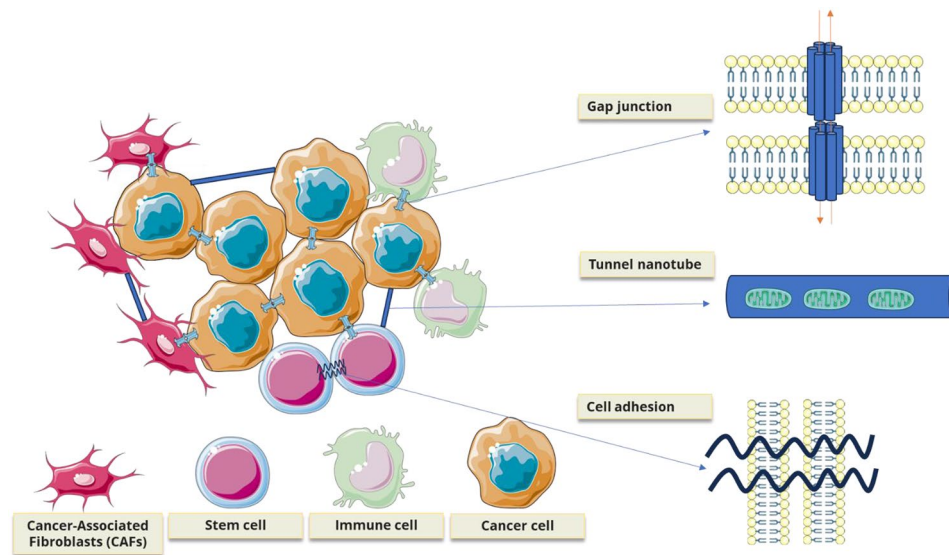 Gap junction
Tunnel nanotube
Cell adhesion
Cancer-Associated
Fibroblasts (CAFs)
Stem cell
Immune cell
Cancer cell